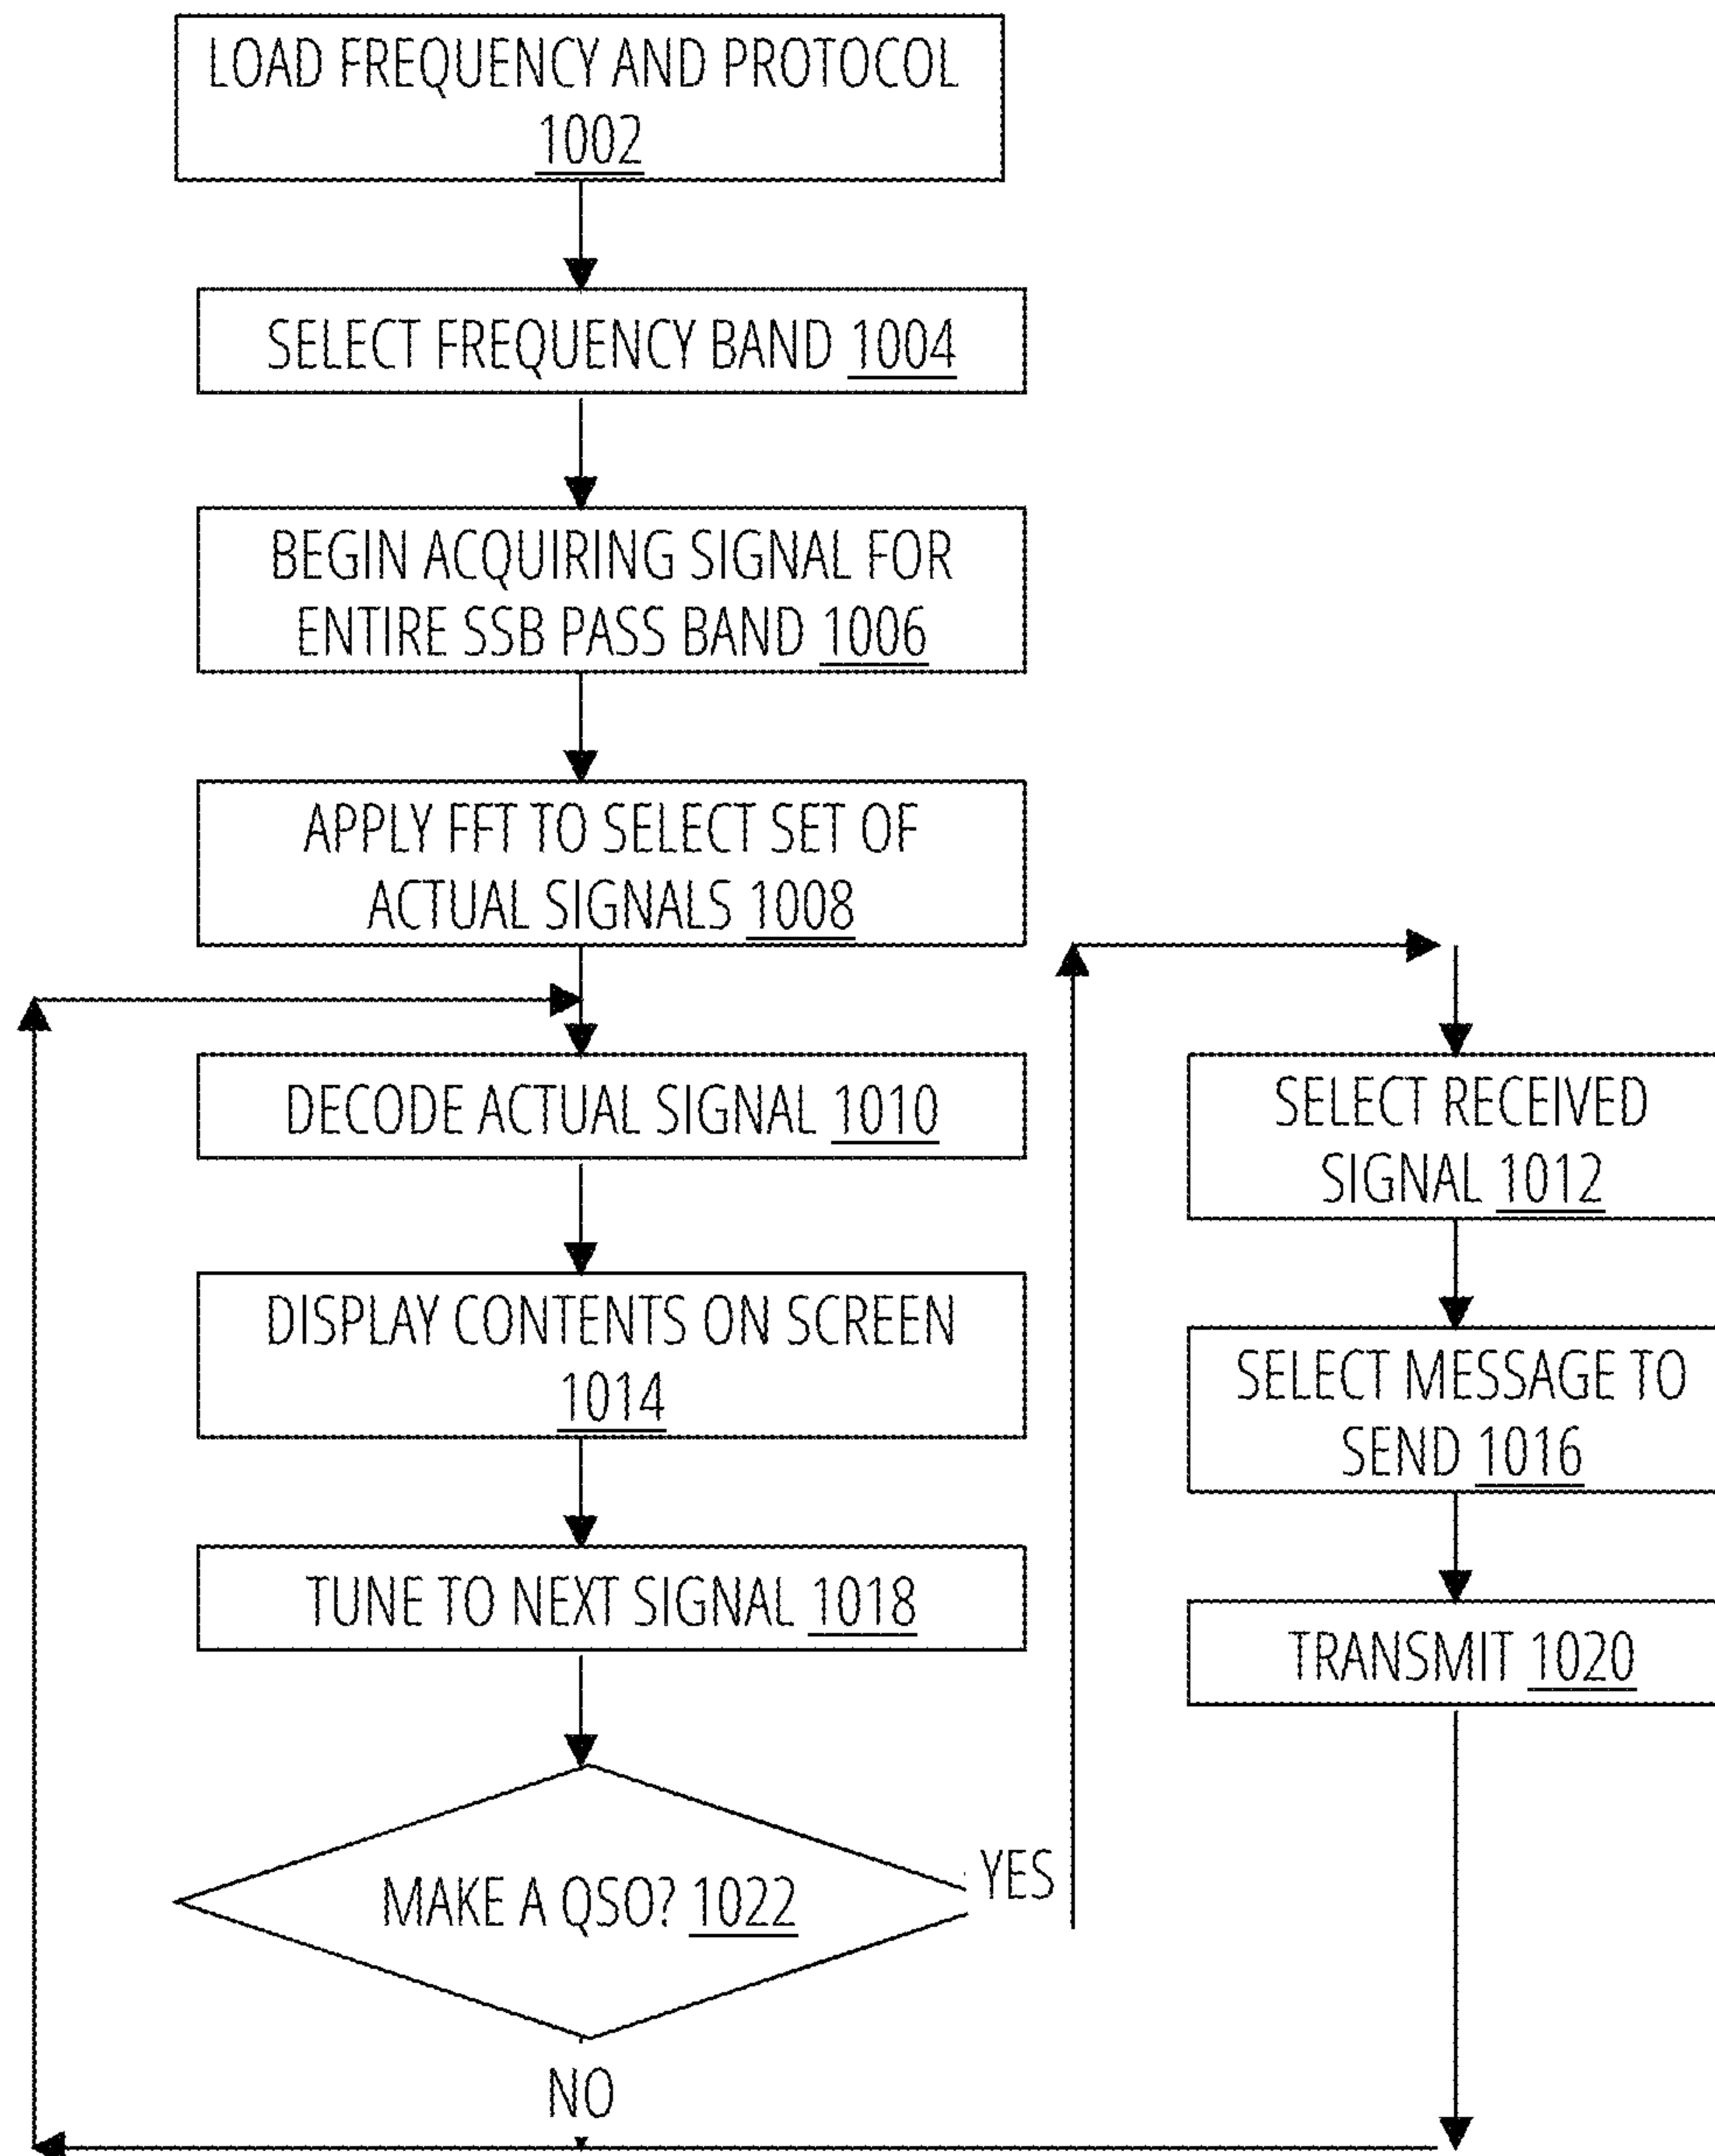 LOAD FREQUENCY AND PROTOCOL
1002
SELECT FREQUENCY BAND 1004
BEGIN ACQUIRING SIGNAL FOR
ENTIRE SSB PASS BAND 1006
APPLY FFT TO SELECT SET OF
ACTUAL SIGNALS 1008
DECODE ACTUAL SIGNAL 1010
DISPLAY CONTENTS ON SCREEN
1014
TUNE TO NEXT SIGNAL 1018
MAKE A QSO? 1022
YES
NO
SELECT RECEIVED
SIGNAL 1012
SELECT MESSAGE TO
SEND 1016
TRANSMIT 1020